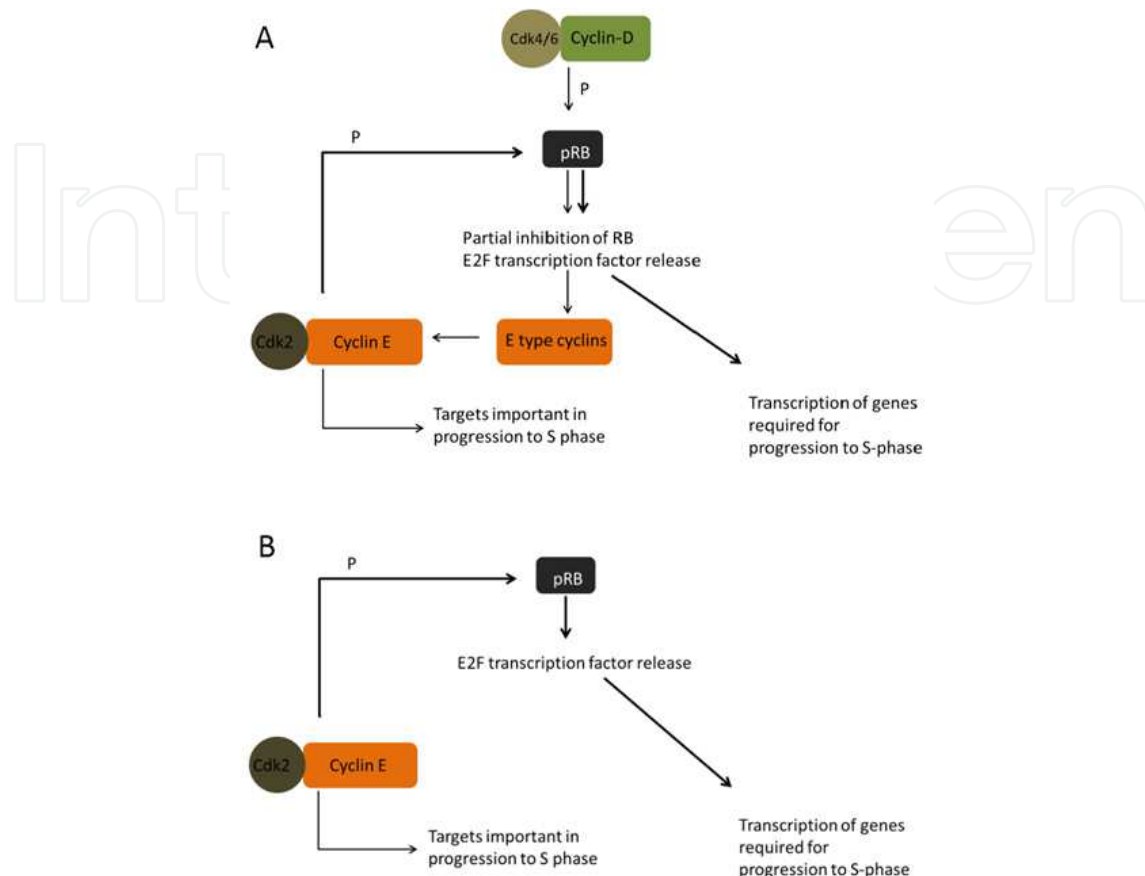 A
Cdk4/6
Cyclin-D
P
P
pRB
Partial inhibition of RB
E2F transcription factor release
Cdk2
Cyclin E
E type cyclins
Targets important in
progression to S phase
Transcription of genes
required for
progression to S-phase
B
P
pRB
E2F transcription factor release
Cdk2
Cyclin E
Targets important in
progression to S phase
Transcription of genes
required for
progression to S-phase
Int
en